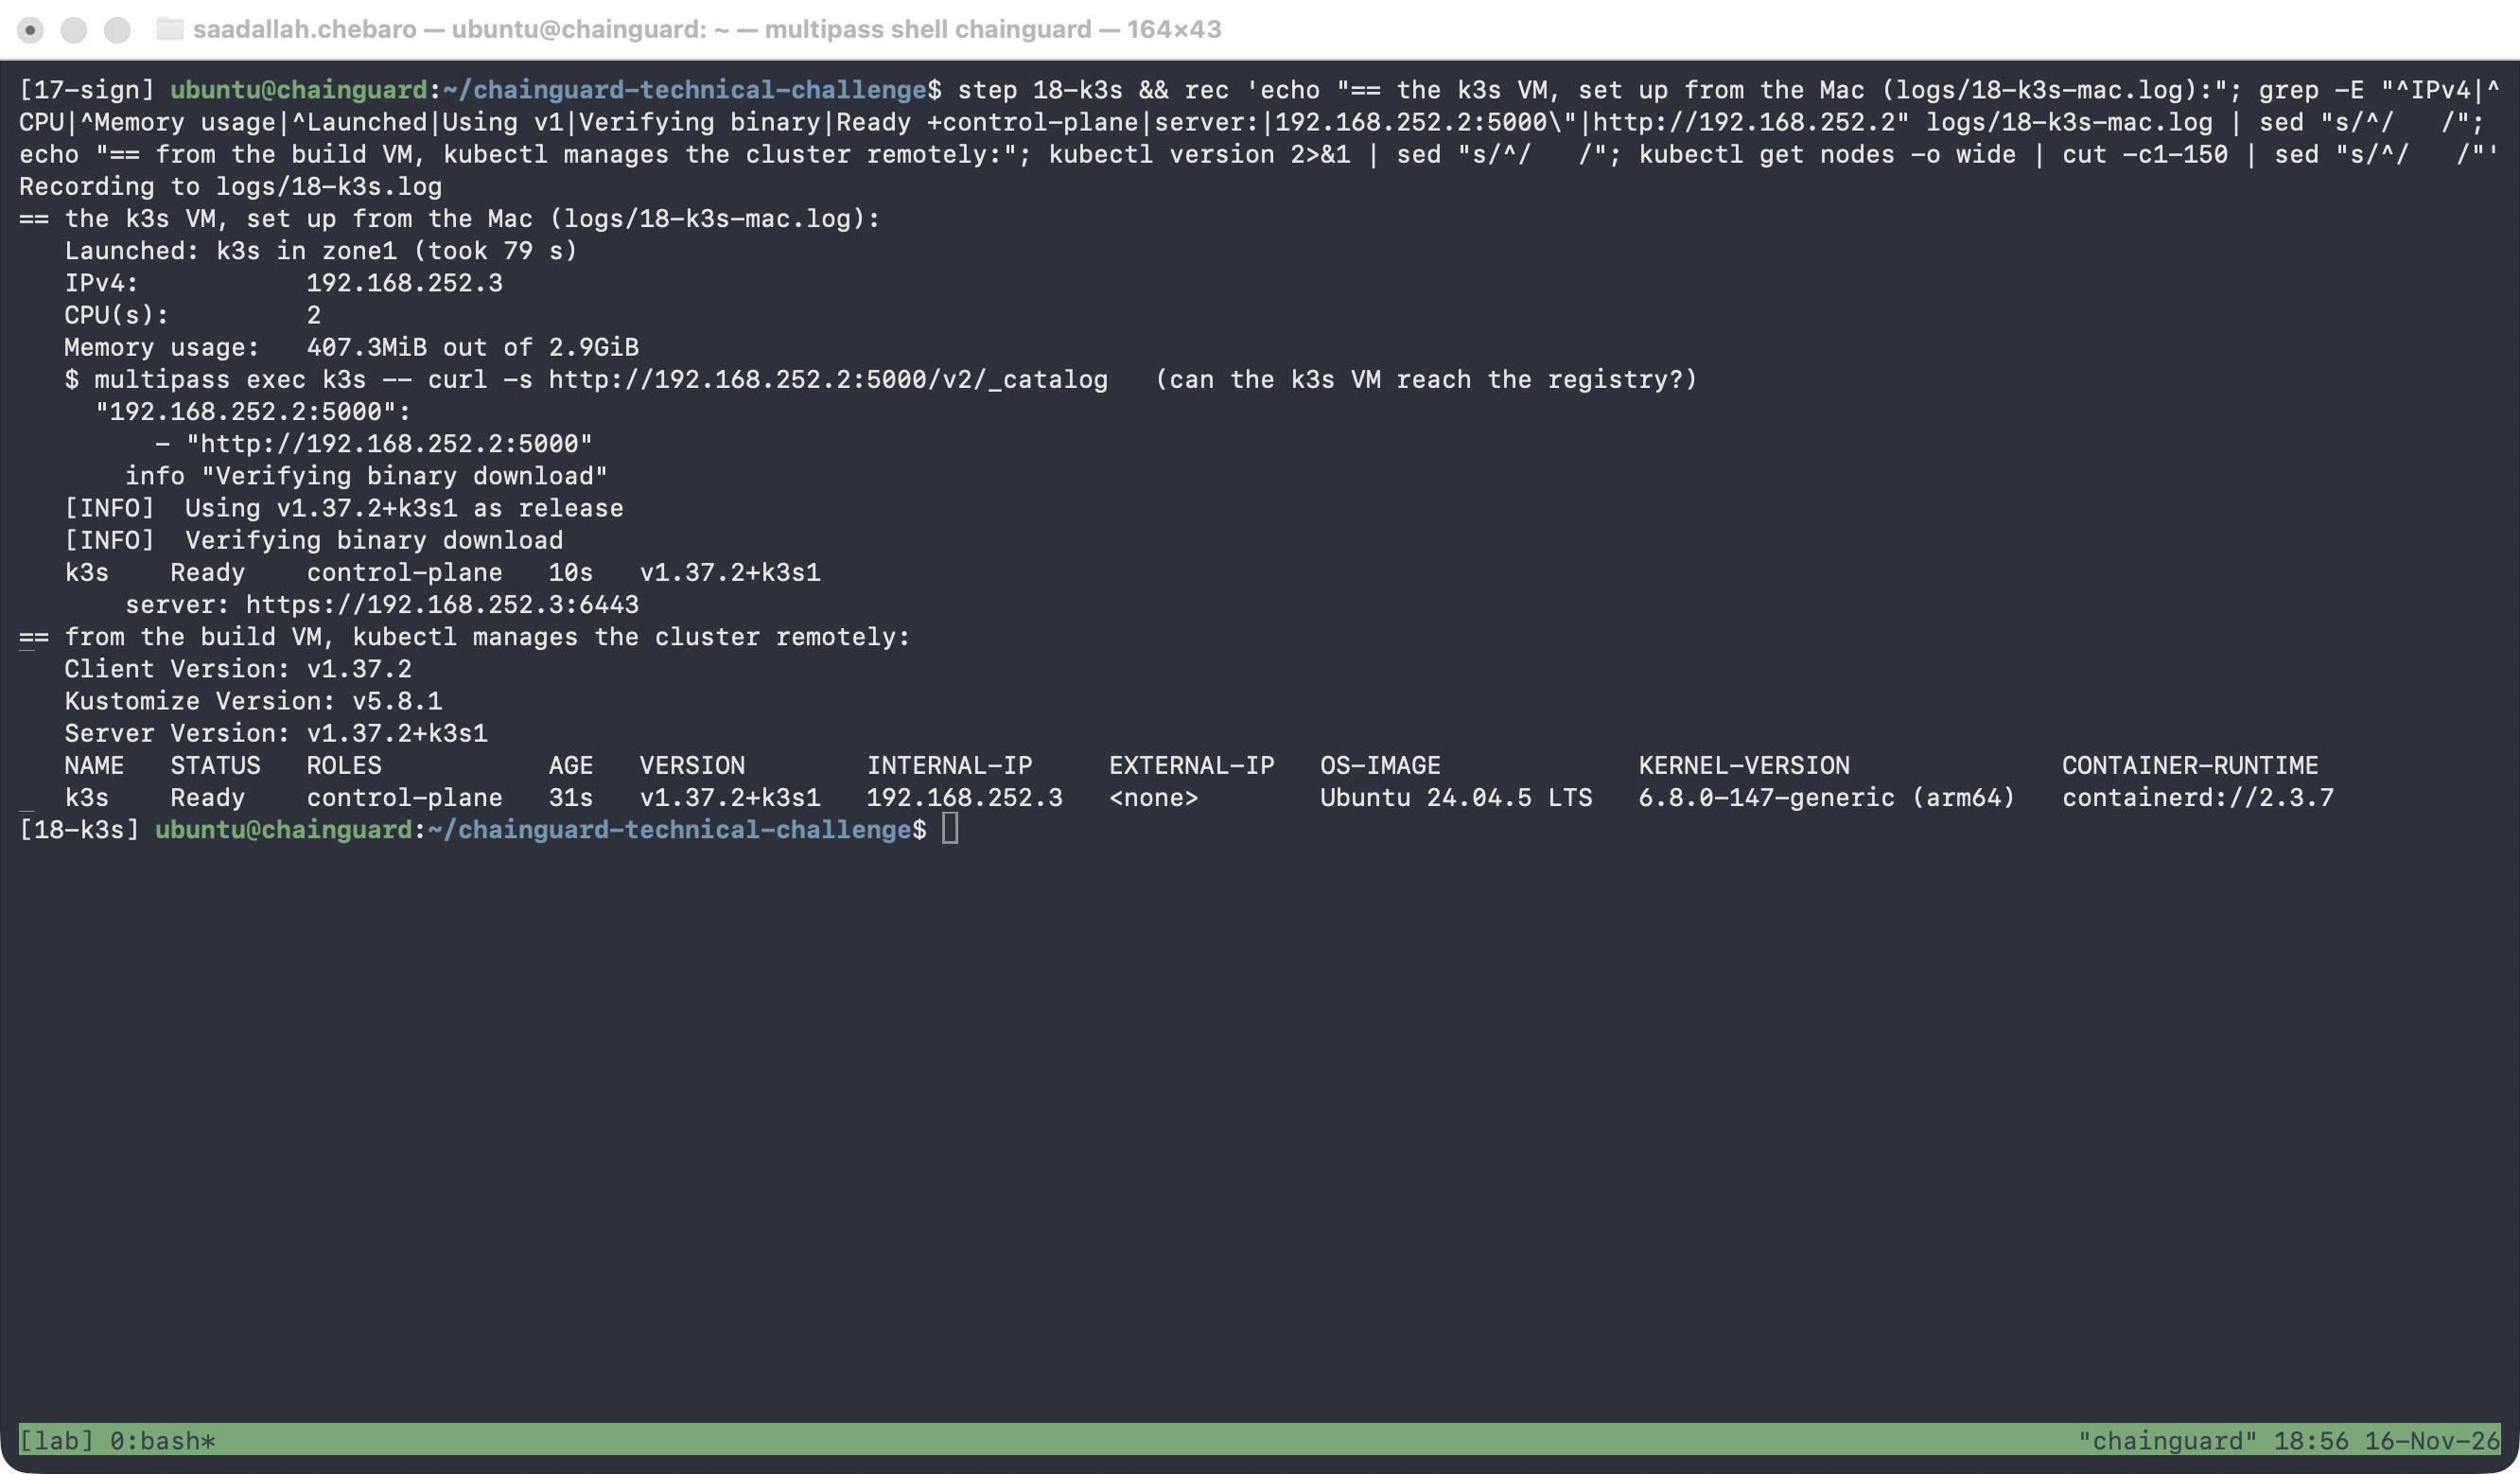 saadallah.chebaro — ubuntu@chainguard: ~ — multipass shell chainguard — 164×43
[17-sign] ubuntu@chainguard:~/chainguard-technical-challenge$ step 18-k3s && rec 'echo "== the k3s VM, set up from the Mac (logs/18-k3s-mac.log):"; grep -E "^IPv4|^
CPU|^Memory usage|^Launched|Using v1|Verifying binary|Ready +control-plane|server:|192.168.252.2:5000\"|http://192.168.252.2" logs/18-k3s-mac.log | sed "s/^/   /";
echo "== from the build VM, kubectl manages the cluster remotely:"; kubectl version 2>&1 | sed "s/^/   /"; kubectl get nodes -o wide | cut -c1-150 | sed "s/^/   /"'
Recording to logs/18-k3s.log
== the k3s VM, set up from the Mac (logs/18-k3s-mac.log):
   Launched: k3s in zone1 (took 79 s)
   IPv4:           192.168.252.3
   CPU(s):         2
   Memory usage:   407.3MiB out of 2.9GiB
   $ multipass exec k3s -- curl -s http://192.168.252.2:5000/v2/_catalog   (can the k3s VM reach the registry?)
     "192.168.252.2:5000":
         - "http://192.168.252.2:5000"
       info "Verifying binary download"
   [INFO]  Using v1.37.2+k3s1 as release
   [INFO]  Verifying binary download
   k3s    Ready    control-plane   10s   v1.37.2+k3s1
       server: https://192.168.252.3:6443
== from the build VM, kubectl manages the cluster remotely:
   Client Version: v1.37.2
   Kustomize Version: v5.8.1
   Server Version: v1.37.2+k3s1
   NAME   STATUS   ROLES           AGE   VERSION        INTERNAL-IP     EXTERNAL-IP   OS-IMAGE             KERNEL-VERSION              CONTAINER-RUNTIME
   k3s    Ready    control-plane   31s   v1.37.2+k3s1   192.168.252.3   <none>        Ubuntu 24.04.5 LTS   6.8.0-147-generic (arm64)   containerd://2.3.7
[18-k3s] ubuntu@chainguard:~/chainguard-technical-challenge$
[lab] 0:bash* "chainguard" 18:56 16-Nov-26